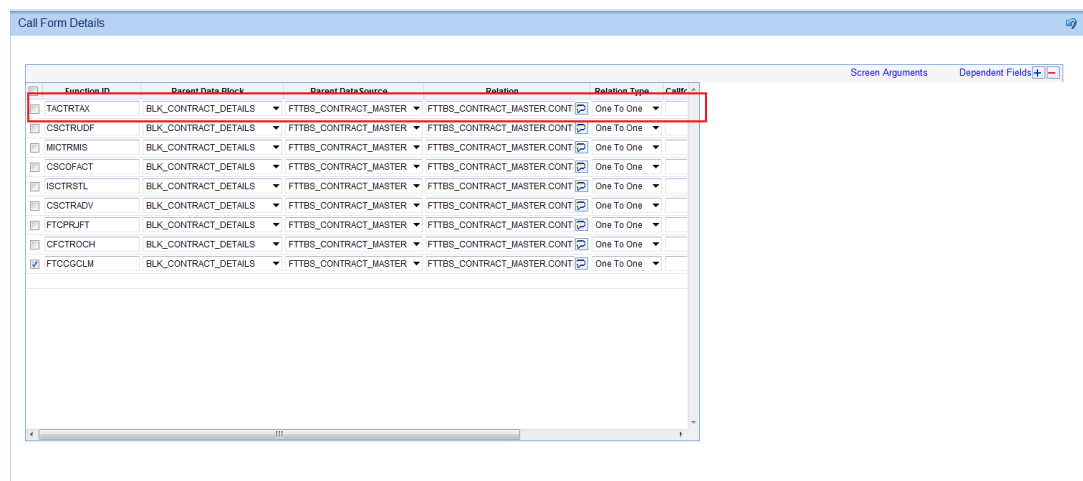 Call Form Details
Screen Arguments Dependent Fields
Function ID Parent Data Block Parent DataSource Relation Relation Type Callfo
TACTRTAX BLK_CONTRACT_DETAILS FTTBS_CONTRACT_MASTER FTTBS_CONTRACT_MASTER.CONT One To One
CSCTRUDF BLK_CONTRACT_DETAILS FTTBS_CONTRACT_MASTER FTTBS_CONTRACT_MASTER.CONT One To One
MICTRMIS BLK_CONTRACT_DETAILS FTTBS_CONTRACT_MASTER FTTBS_CONTRACT_MASTER.CONT One To One
CSCOFACT BLK_CONTRACT_DETAILS FTTBS_CONTRACT_MASTER FTTBS_CONTRACT_MASTER.CONT One To One
ISCTRSTL BLK_CONTRACT_DETAILS FTTBS_CONTRACT_MASTER FTTBS_CONTRACT_MASTER.CONT One To One
CSCTRADV BLK_CONTRACT_DETAILS FTTBS_CONTRACT_MASTER FTTBS_CONTRACT_MASTER.CONT One To One
FTCPRJFT BLK_CONTRACT_DETAILS FTTBS_CONTRACT_MASTER FTTBS_CONTRACT_MASTER.CONT One To One
CFCTROCH BLK_CONTRACT_DETAILS FTTBS_CONTRACT_MASTER FTTBS_CONTRACT_MASTER.CONT One To One
FTCCGCLM BLK_CONTRACT_DETAILS FTTBS_CONTRACT_MASTER FTTBS_CONTRACT_MASTER.CONT One To One